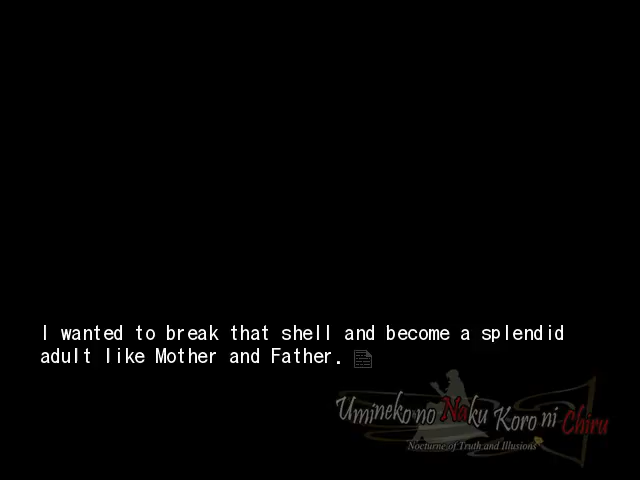 I wanted to break that shell and become a splendid
adult like Mother and Father.
Umineko no Naku Koro ni Chiru
Nocturne of Truth and Illusions